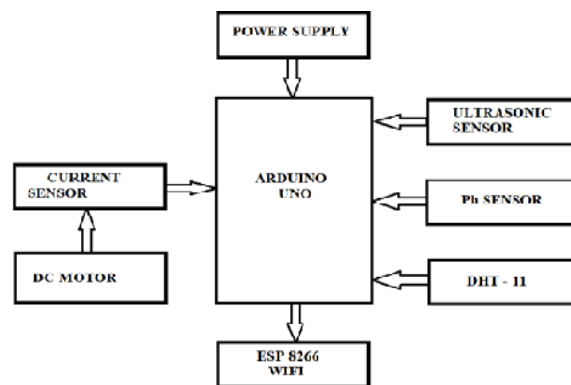 POWER SUPPLY
ULTRASONIC
SENSOR
CURRENT
SENSOR
ARDUINO
UNO
Ph SENSOR
DC MOTOR
DHT - 11
ESP 8266
WIFI